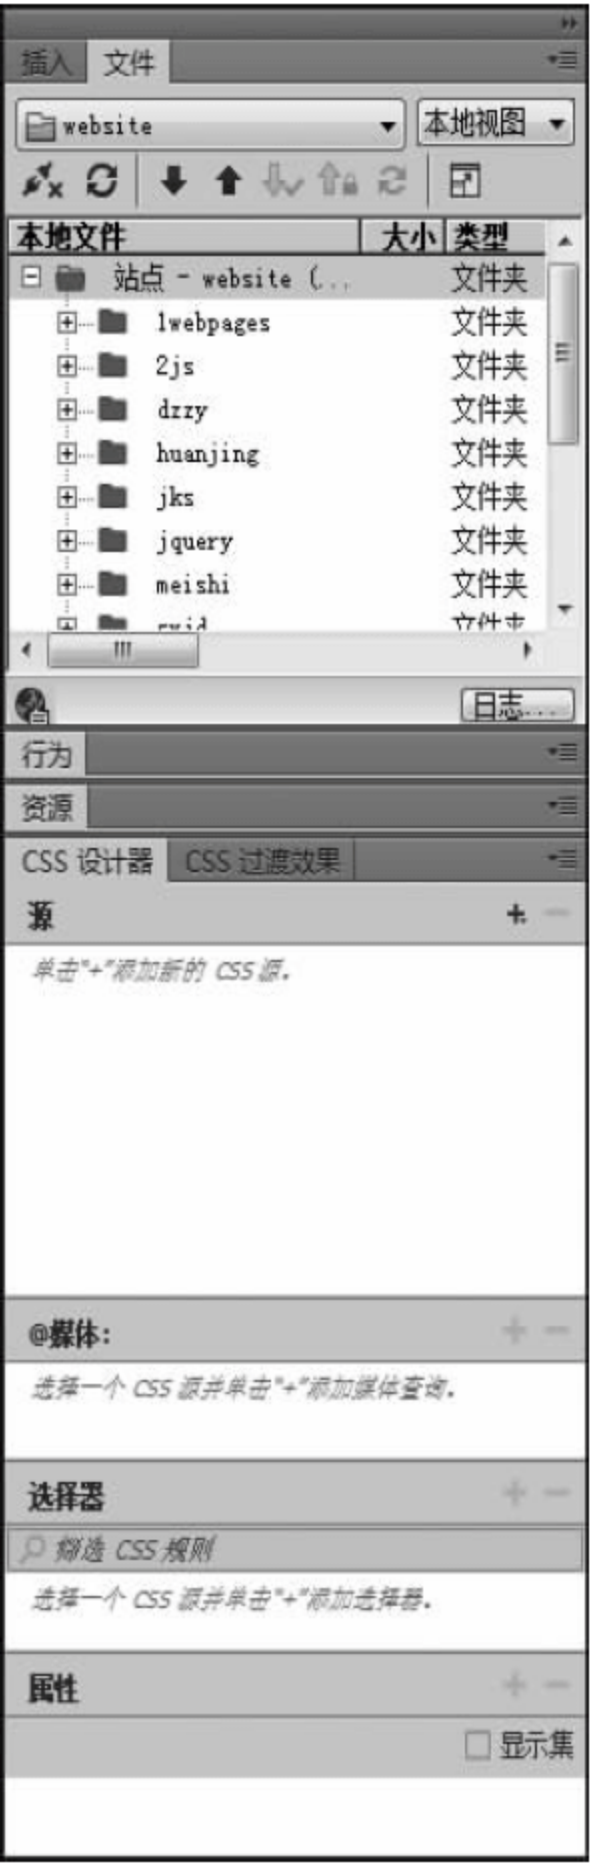 插入 文件
website 本地视图
本地文件 大小 类型
站点 - website (... 文件夹
1webpages 文件夹
2js 文件夹
dzzy 文件夹
huanjing 文件夹
jks 文件夹
jquery 文件夹
meishi 文件夹
文件夹
日志...
行为
资源
CSS 设计器 CSS 过渡效果
源
单击"+"添加新的 CSS 源。
@媒体:
选择一个 CSS 源并单击"+"添加媒体查询。
选择器
筛选 CSS 规则
选择一个 CSS 源并单击"+"添加选择器。
属性
显示集